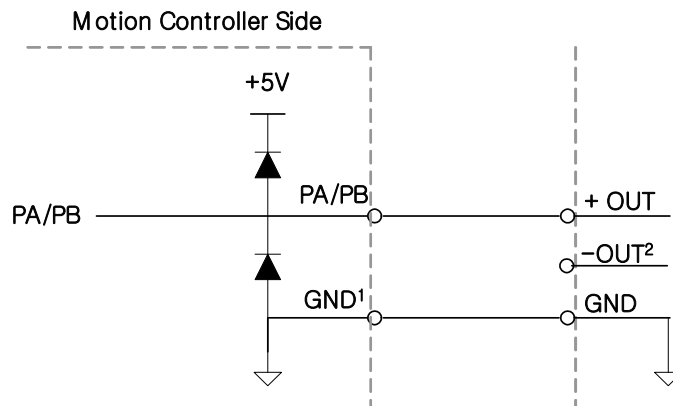 Motion Controller Side
+5V
PA/PB
PA/PB
+ OUT
-OUT²
GND¹
GND